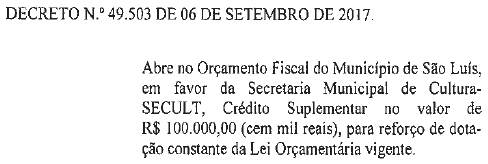 DECRETO N.º 49.503 DE 06 DE SETEMBRO DE 2017.
Abre no Orçamento Fiscal do Município de São Luís,
em favor da Secretaria Municipal de Cultura-
SECULT, Crédito Suplementar no valor de
R$ 100.000,00 (cem mil reais), para reforço de dota-
ção constante da Lei Orçamentária vigente.